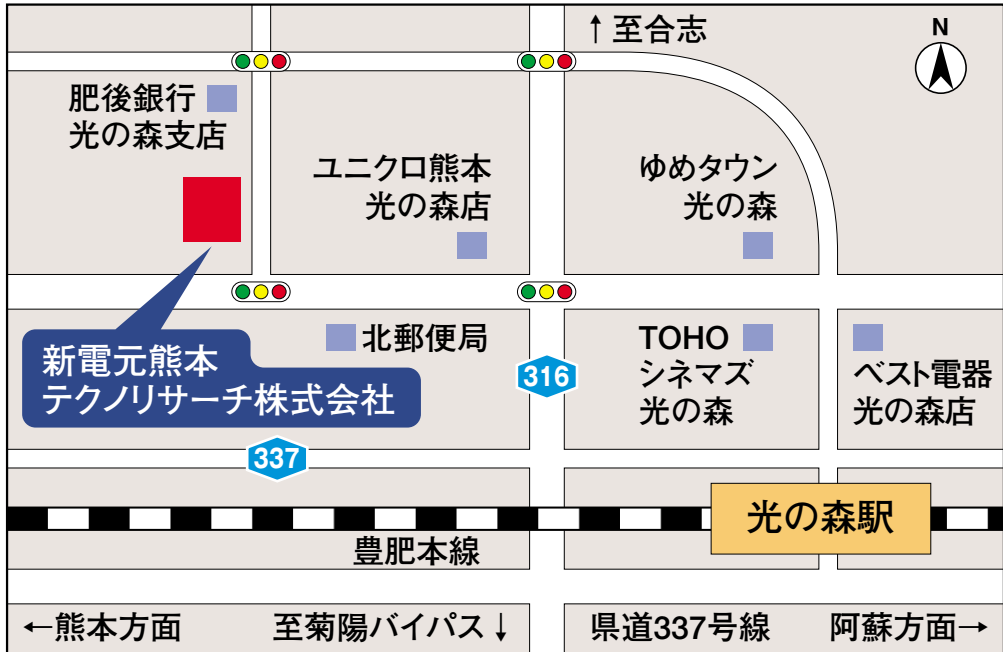 ↑至合志
N
肥後銀行
光の森支店
ユニクロ熊本
光の森店
ゆめタウン
光の森
新電元熊本
テクノリサーチ株式会社
北郵便局
316
TOHO
シネマズ
光の森
ベスト電器
光の森店
337
光の森駅
豊肥本線
←熊本方面
至菊陽バイパス↓
県道337号線
阿蘇方面→